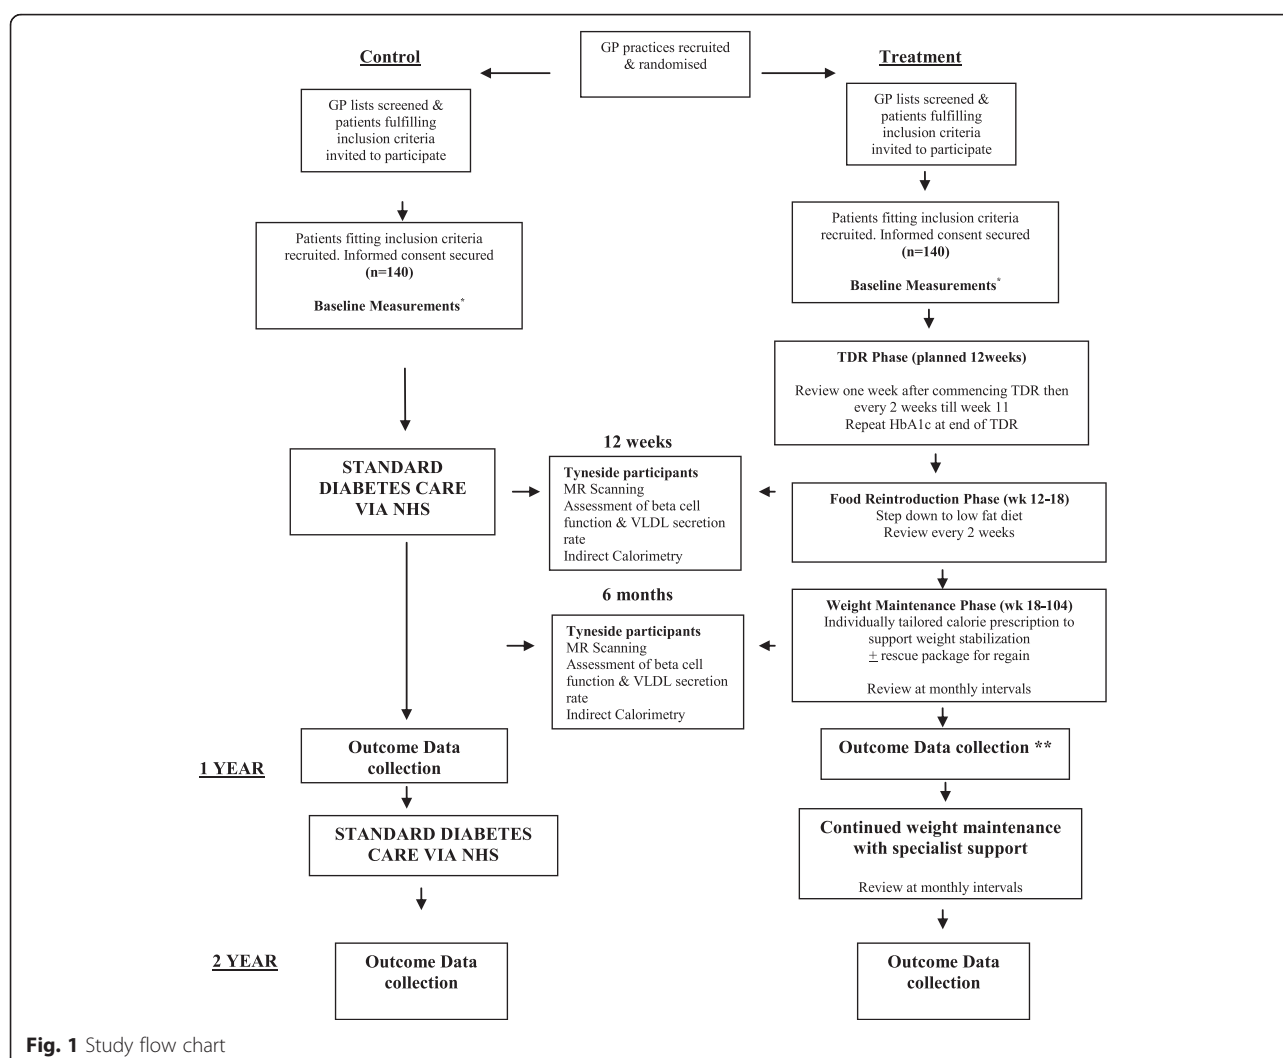 GP practices recruited
& randomised
Control
Treatment
GP lists screened &
patients fulfilling
inclusion criteria
invited to participate
GP lists screened &
patients fulfilling
inclusion criteria
invited to participate
Patients fitting inclusion criteria
recruited. Informed consent secured
(n=140)
Baseline Measurements*
Patients fitting inclusion criteria
recruited. Informed consent secured
(n=140)
Baseline Measurements*
TDR Phase (planned 12weeks)
Review one week after commencing TDR then
every 2 weeks till week 11
Repeat HbA1c at end of TDR
STANDARD
DIABETES CARE
VIA NHS
12 weeks
Tyneside participants
MR Scanning
Assessment of beta cell
function & VLDL secretion
rate
Indirect Calorimetry
Food Reintroduction Phase (wk 12-18)
Step down to low fat diet
Review every 2 weeks
6 months
Tyneside participants
MR Scanning
Assessment of beta cell
function & VLDL secretion
rate
Indirect Calorimetry
Weight Maintenance Phase (wk 18-104)
Individually tailored calorie prescription to
support weight stabilization
+ rescue package for regain
Review at monthly intervals
1 YEAR
Outcome Data
collection
Outcome Data collection **
STANDARD DIABETES
CARE VIA NHS
Continued weight maintenance
with specialist support
Review at monthly intervals
2 YEAR
Outcome Data
collection
Outcome Data
collection
Fig. 1 Study flow chart